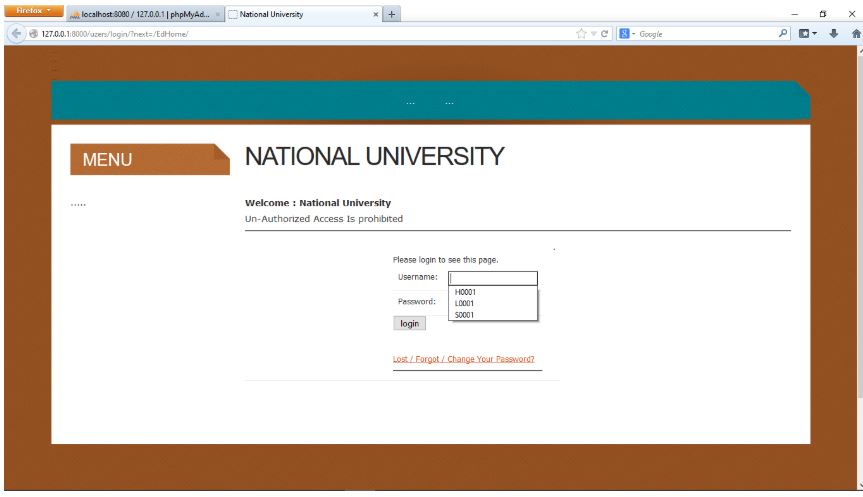 Firefox
localhost:8080 / 127.0.0.1 | phpMyAd...
National University
127.0.0.1:8000/uzers/login/?next=/EdHome/
Google
... ...
MENU
NATIONAL UNIVERSITY
.....
Welcome : National University
Un-Authorized Access Is prohibited
.
Please login to see this page.
Username:
H0001
L0001
Password:
S0001
login
Lost / Forgot / Change Your Password?